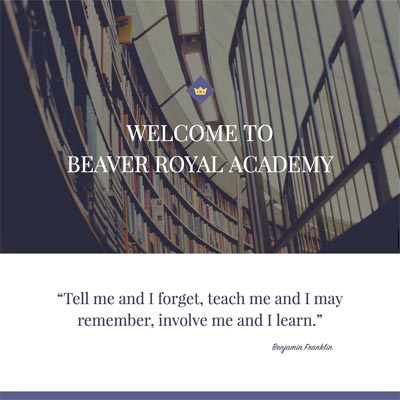 WELCOME TO
BEAVER ROYAL ACADEMY
“Tell me and I forget, teach me and I may
remember, involve me and I learn.”
Benjamin Franklin